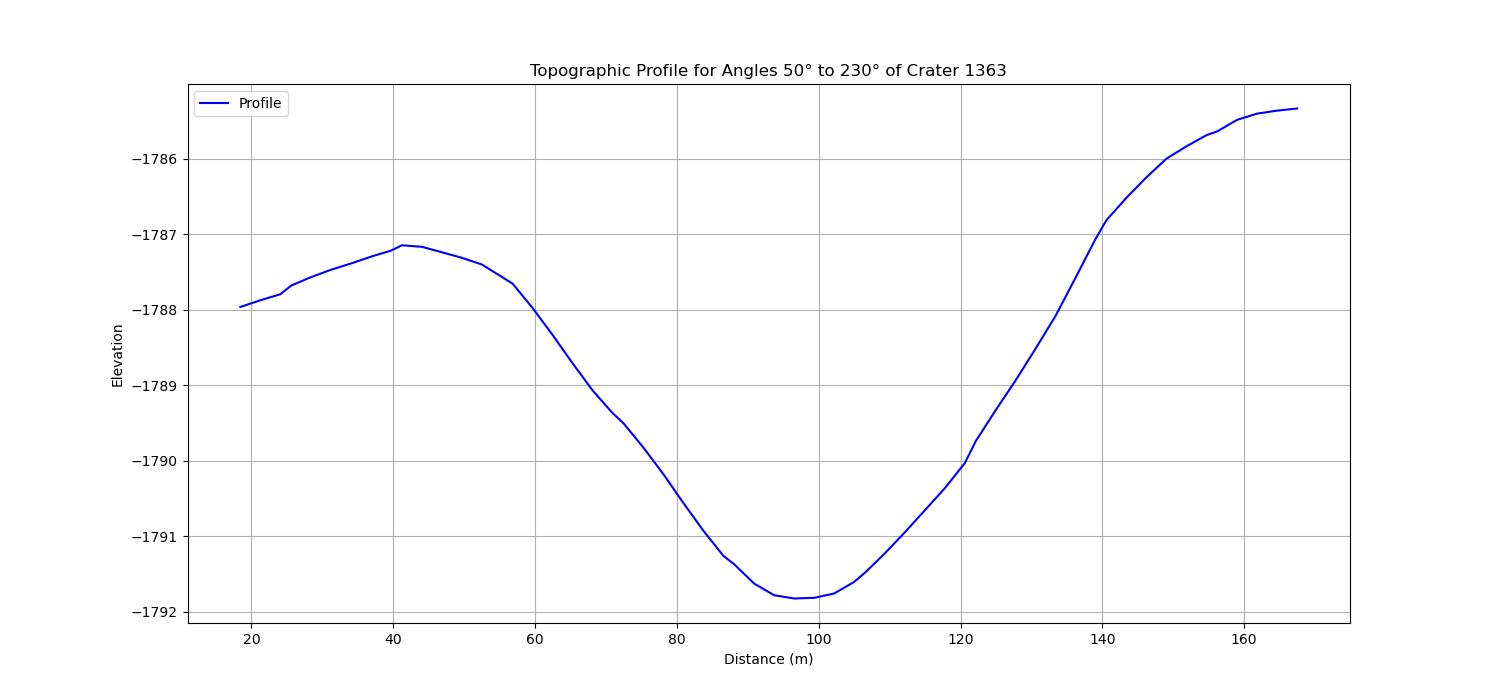 Topographic Profile for Angles 50° to 230° of Crater 1363
Profile
−1786
−1787
−1788
−1789
−1790
−1791
−1792
Elevation
20 40 60 80 100 120 140 160
Distance (m)